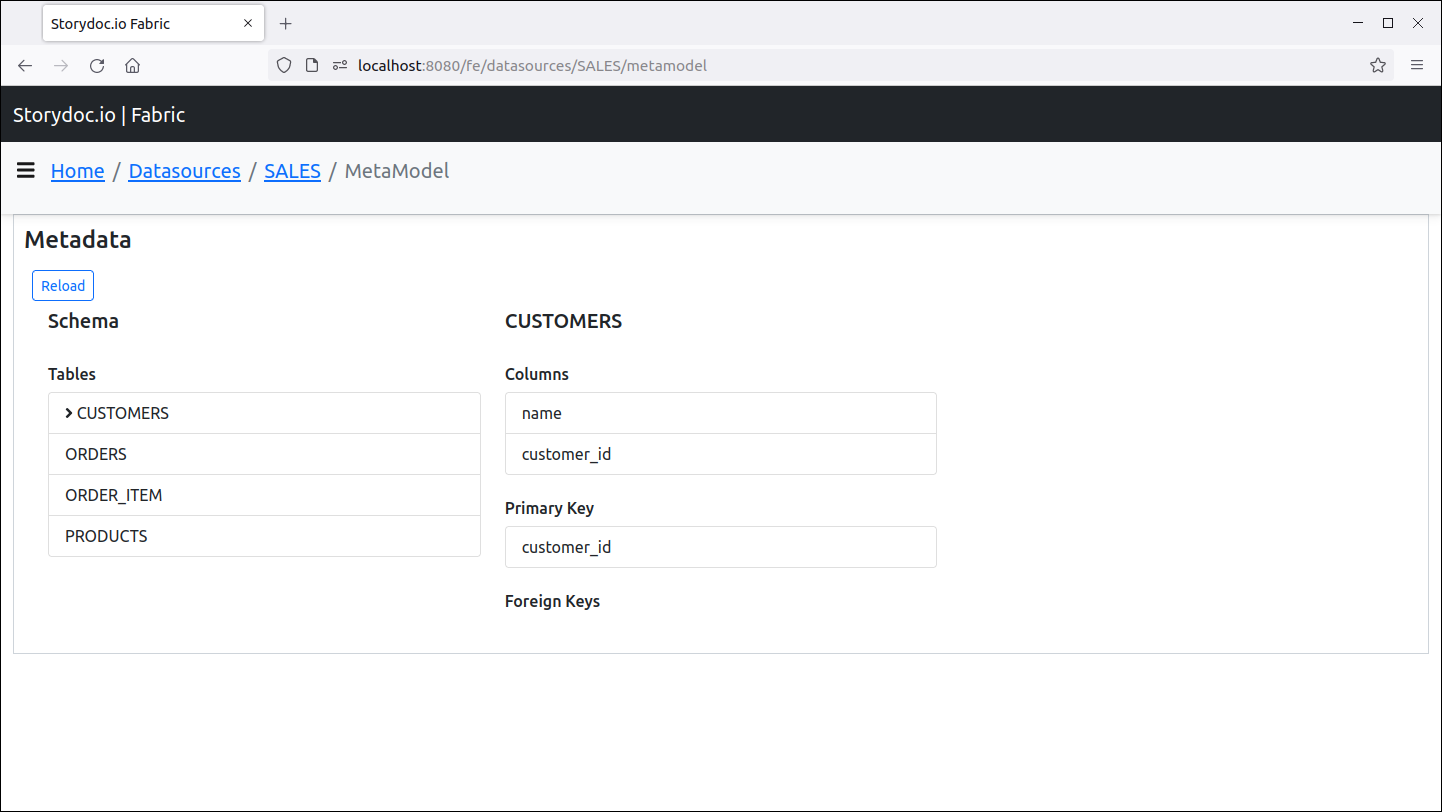 Storydoc.io Fabric
localhost:8080/fe/datasources/SALES/metamodel
Storydoc.io | Fabric
Home / Datasources / SALES / MetaModel
Metadata
Reload
Schema
Tables
CUSTOMERS
ORDERS
ORDER_ITEM
PRODUCTS
CUSTOMERS
Columns
name
customer_id
Primary Key
customer_id
Foreign Keys